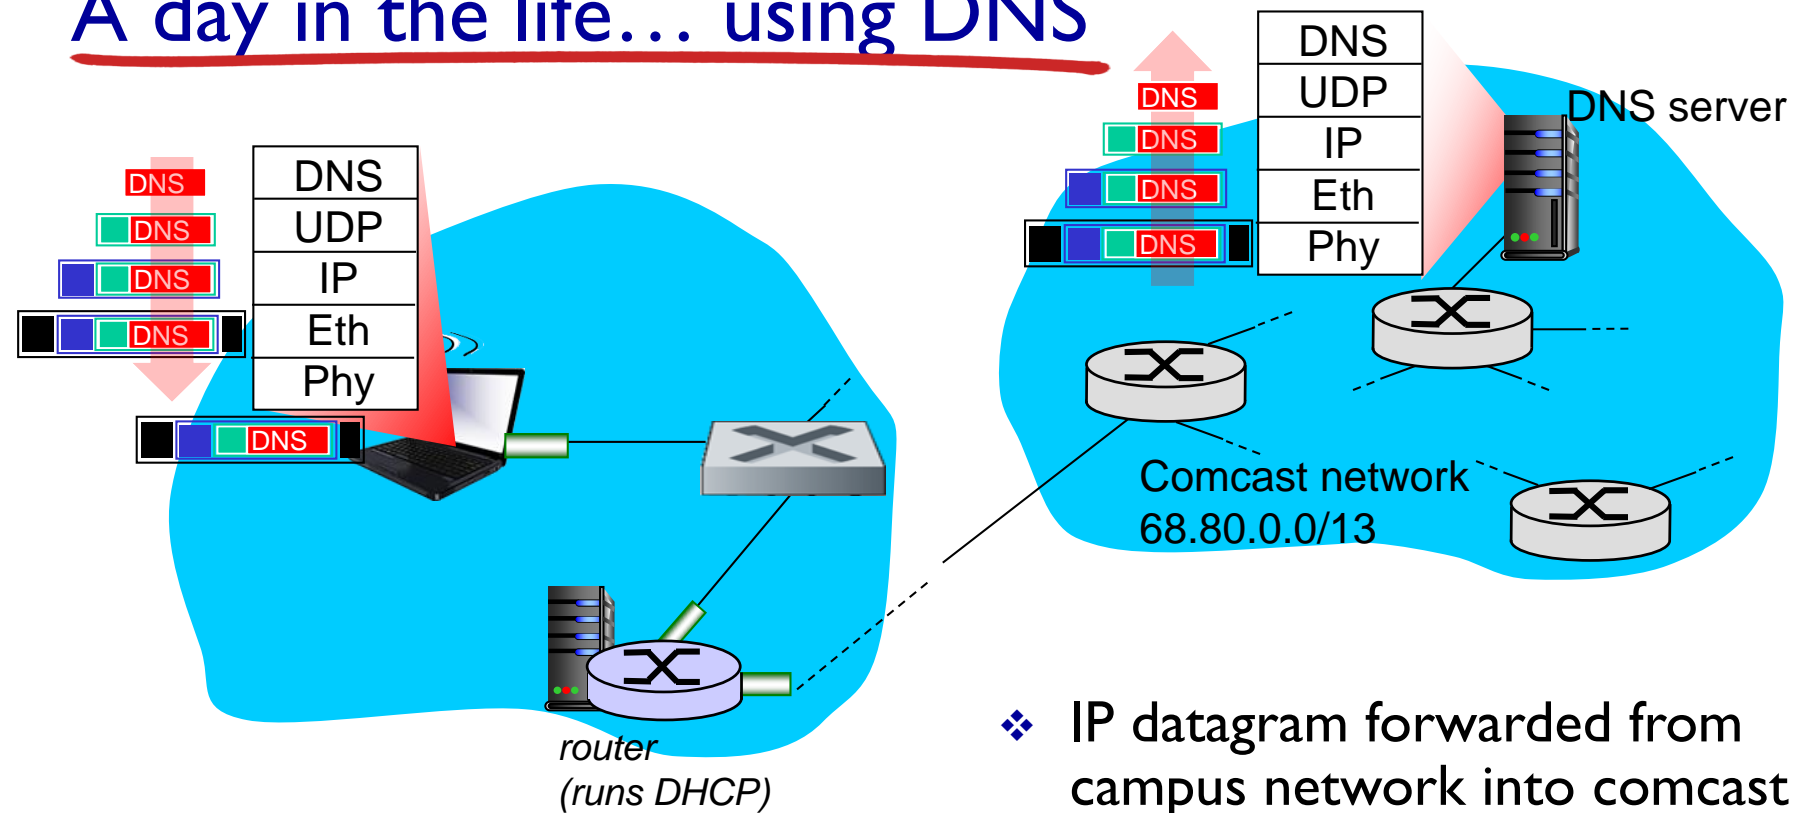 A day in the life… using DNS
DNS
DNS
DNS
DNS
DNS
DNS
UDP
IP
Eth
Phy
DNS
DNS
DNS
DNS
DNS
UDP
IP
Eth
Phy
DNS server
Comcast network
68.80.0.0/13
router
(runs DHCP)
❖ IP datagram forwarded from
campus network into comcast